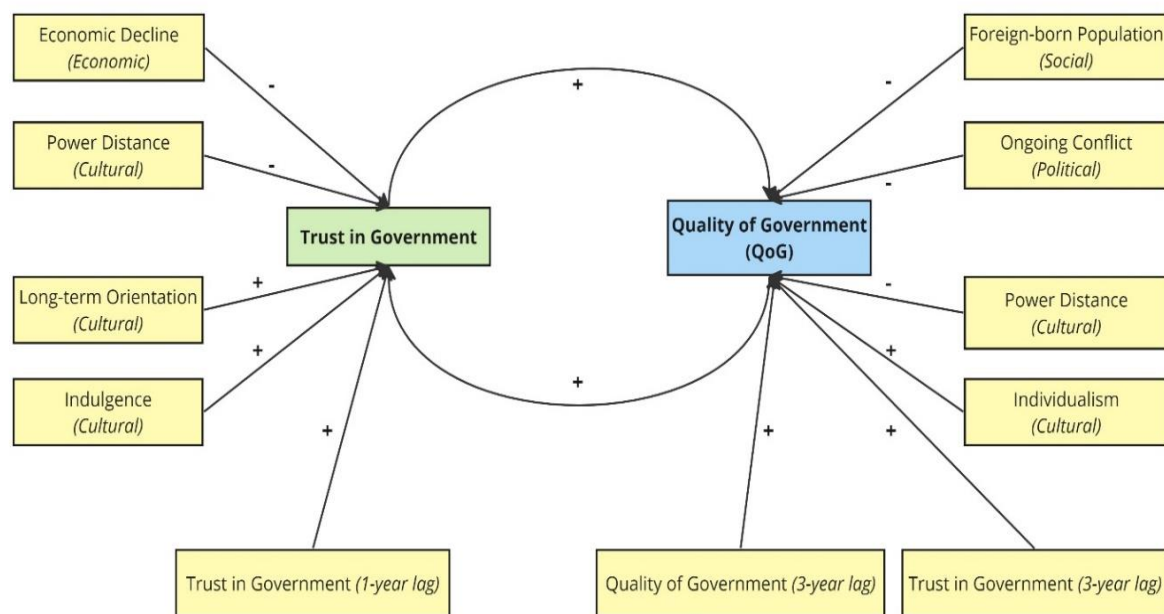 Economic Decline
(Economic)
-
Power Distance
(Cultural)
-
Long-term Orientation
(Cultural)
+
Indulgence
(Cultural)
+
Trust in Government
+
+
Quality of Government
(QoG)
Foreign-born Population
(Social)
-
Ongoing Conflict
(Political)
-
Power Distance
(Cultural)
-
Individualism
(Cultural)
+
+
+
+
Trust in Government (1-year lag)
Quality of Government (3-year lag)
Trust in Government (3-year lag)